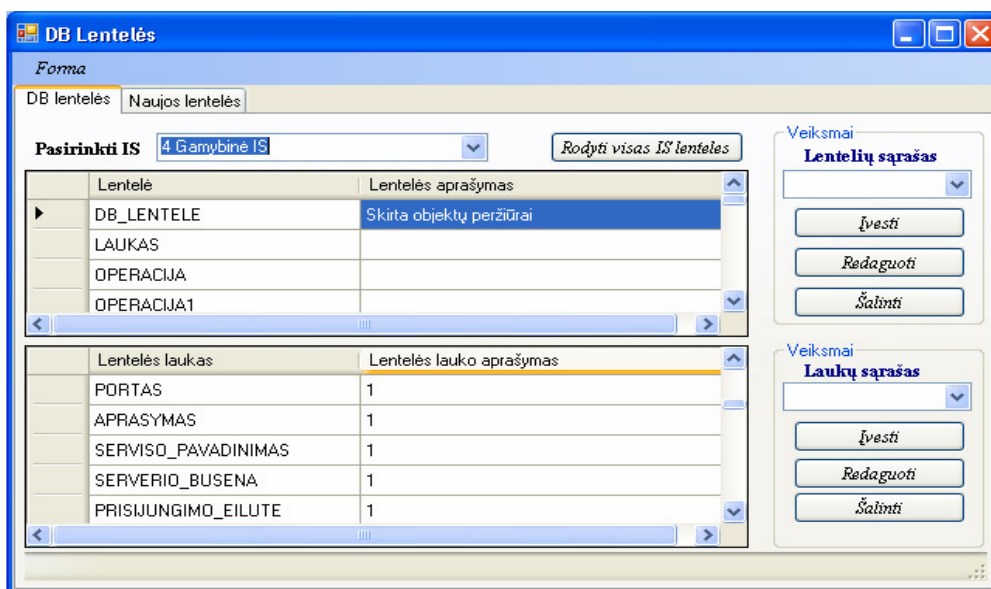 DB Lentelės
Forma
DB lentelės Naujos lentelės
Pasirinkti IS 4 Gamybinė IS Rodyti visas IS lenteles
Lentelė Lentelės aprašymas
DB_LENTELE Skirta objektų peržiūrai
LAUKAS
OPERACIJA
OPERACIJA1
Veiksmai
Lentelių sąrašas
Įvesti
Redaguoti
Šalinti
Lentelės laukas Lentelės lauko aprašymas
PORTAS 1
APRASYMAS 1
SERVISO_PAVADINIMAS 1
SERVERIO_BUSENA 1
PRISIJUNGIMO_EILUTE 1
Veiksmai
Laukų sąrašas
Įvesti
Redaguoti
Šalinti